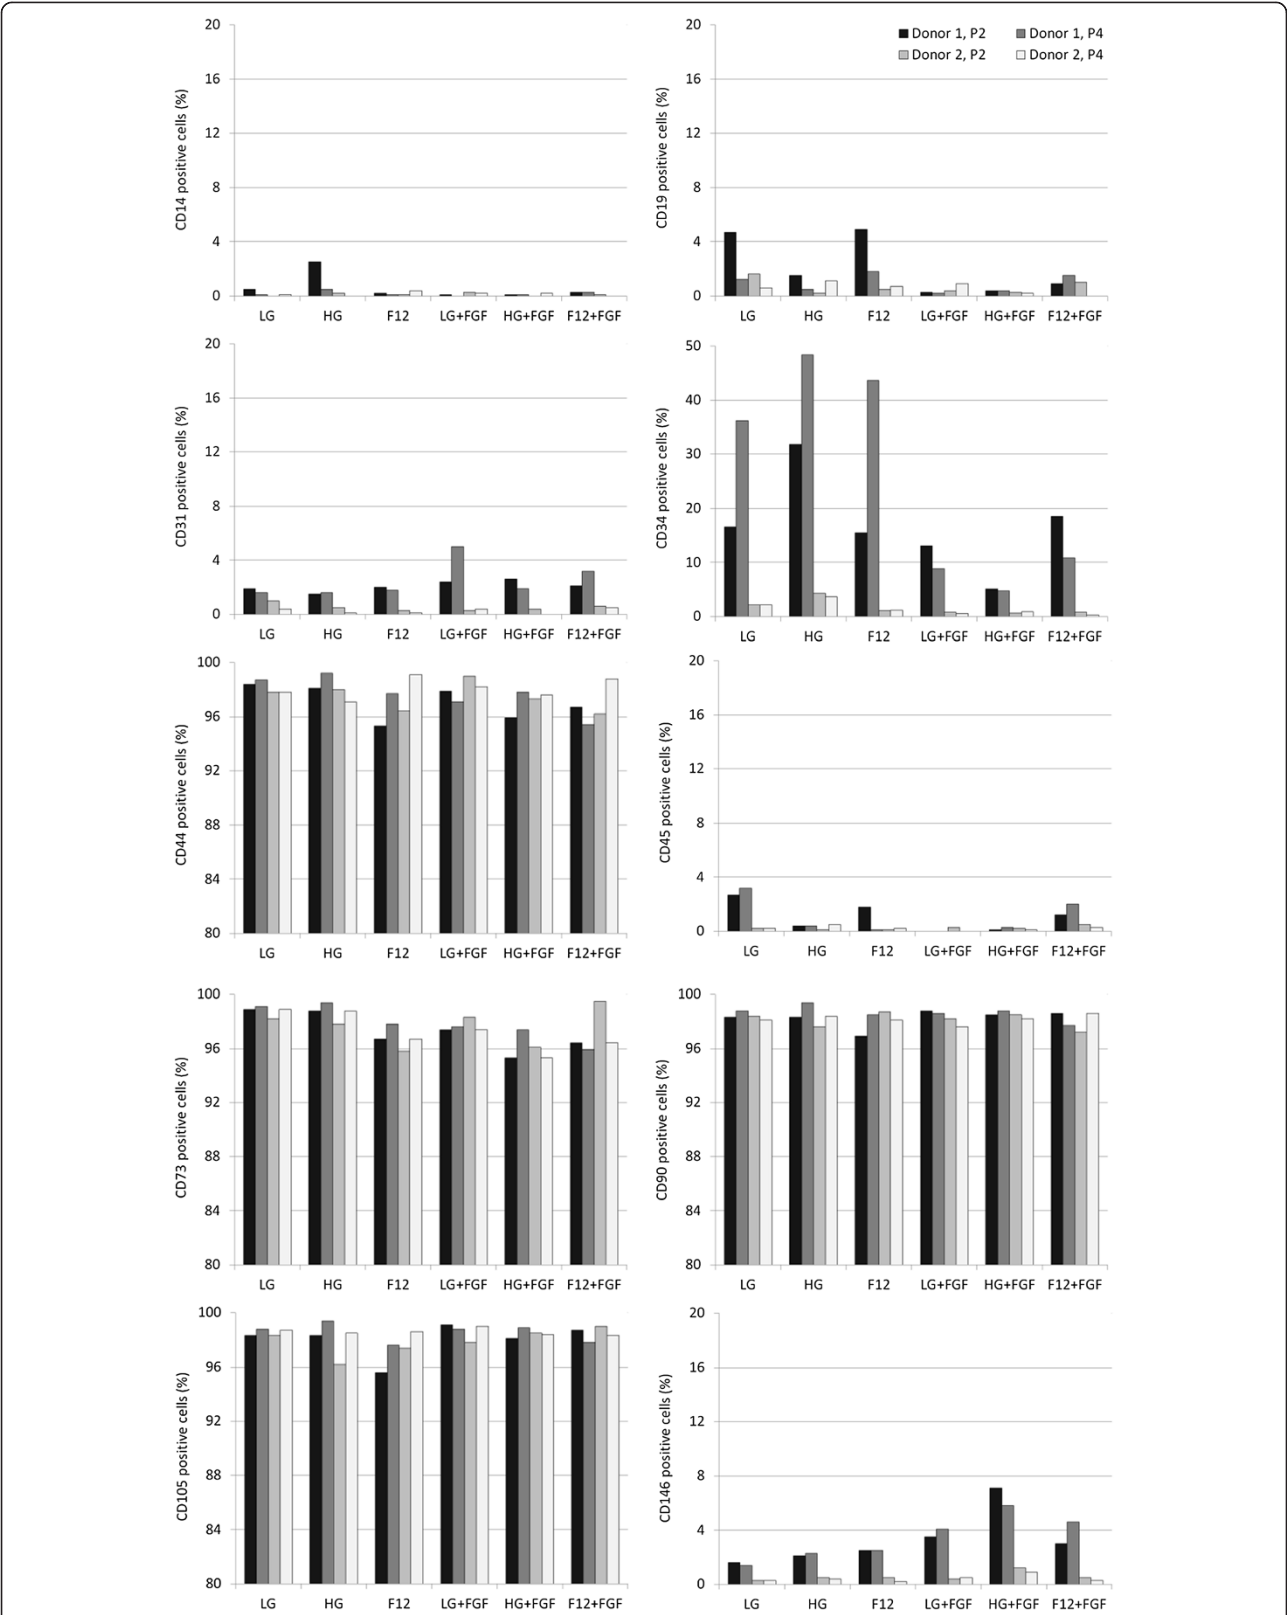 CD14 positive cells (%)
20
16
12
8
4
0
LG HG F12 LG+FGF HG+FGF F12+FGF
CD19 positive cells (%)
20
16
12
8
4
0
Donor 1, P2 Donor 1, P4
Donor 2, P2 Donor 2, P4
LG HG F12 LG+FGF HG+FGF F12+FGF
CD31 positive cells (%)
20
16
12
8
4
0
LG HG F12 LG+FGF HG+FGF F12+FGF
CD34 positive cells (%)
50
40
30
20
10
0
LG HG F12 LG+FGF HG+FGF F12+FGF
CD44 positive cells (%)
100
96
92
88
84
80
LG HG F12 LG+FGF HG+FGF F12+FGF
CD45 positive cells (%)
20
16
12
8
4
0
LG HG F12 LG+FGF HG+FGF F12+FGF
CD73 positive cells (%)
100
96
92
88
84
80
LG HG F12 LG+FGF HG+FGF F12+FGF
CD90 positive cells (%)
100
96
92
88
84
80
LG HG F12 LG+FGF HG+FGF F12+FGF
CD105 positive cells (%)
100
96
92
88
84
80
LG HG F12 LG+FGF HG+FGF F12+FGF
CD146 positive cells (%)
20
16
12
8
4
0
LG HG F12 LG+FGF HG+FGF F12+FGF